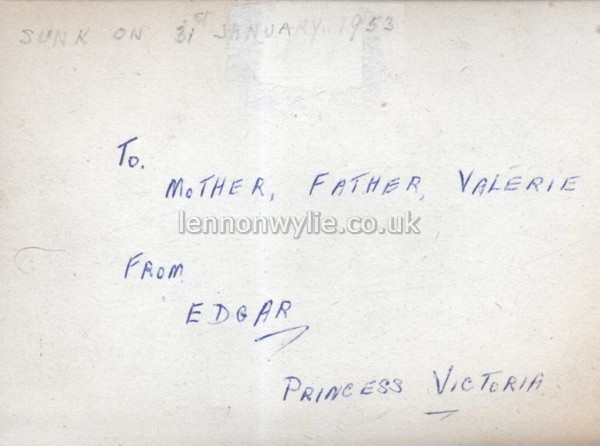 SUNK ON 31st JANUARY, 1953
To.
MOTHER, FATHER, VALERIE
lennonwylie.co.uk
FROM
EDGAR
PRINCESS VICTORIA